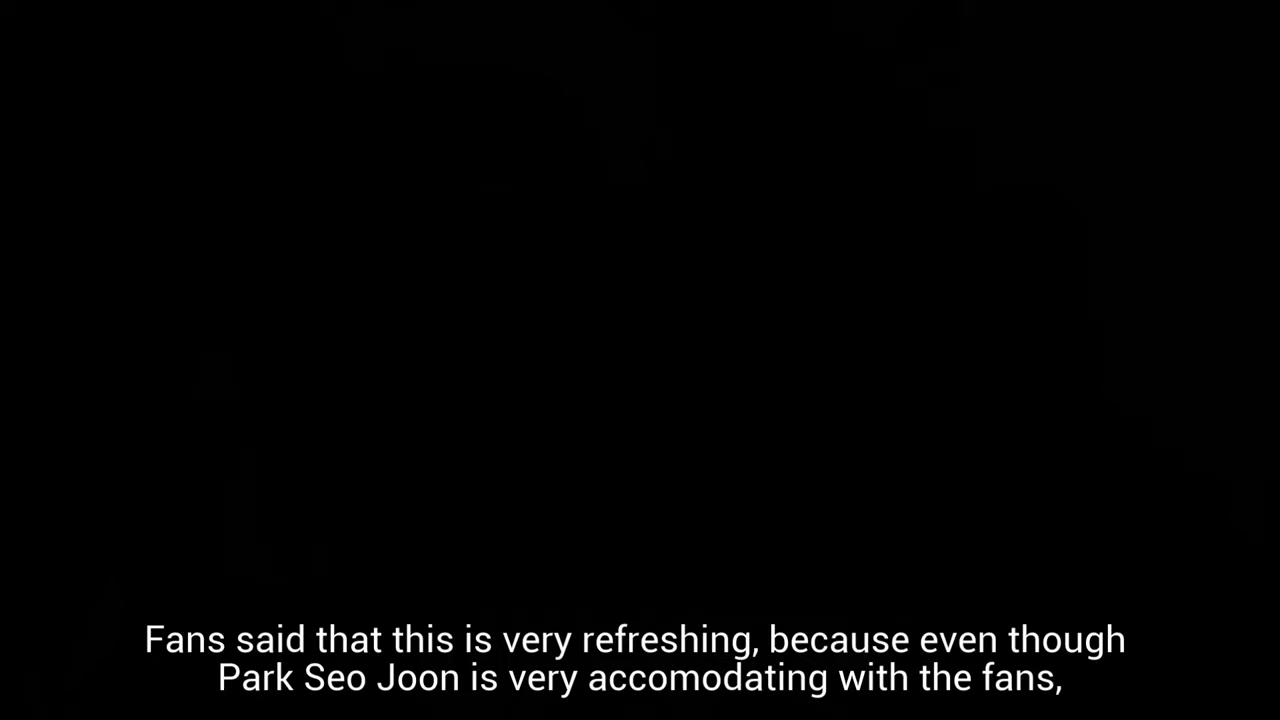 Fans said that this is very refreshing, because even though
Park Seo Joon is very accomodating with the fans,